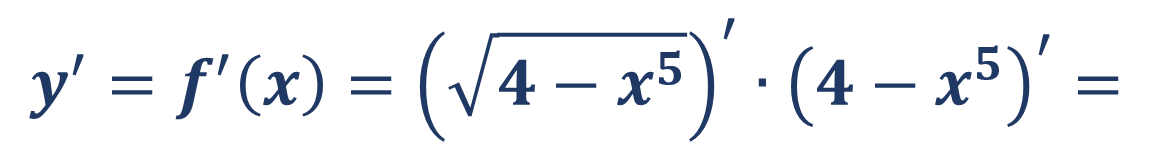 y′ = f′(x) = (√(4 − x⁵))′ · (4 − x⁵)′ =